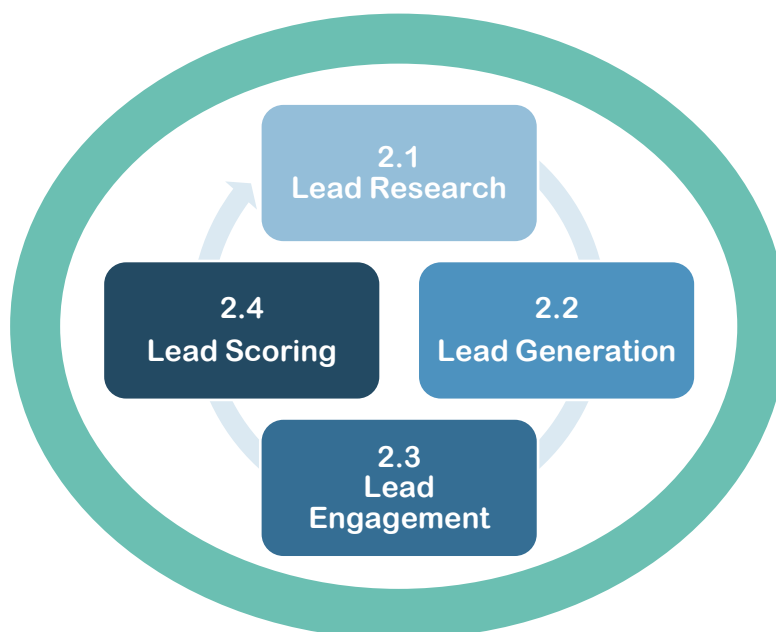 2.1
Lead Research
2.2
Lead Generation
2.3
Lead
Engagement
2.4
Lead Scoring